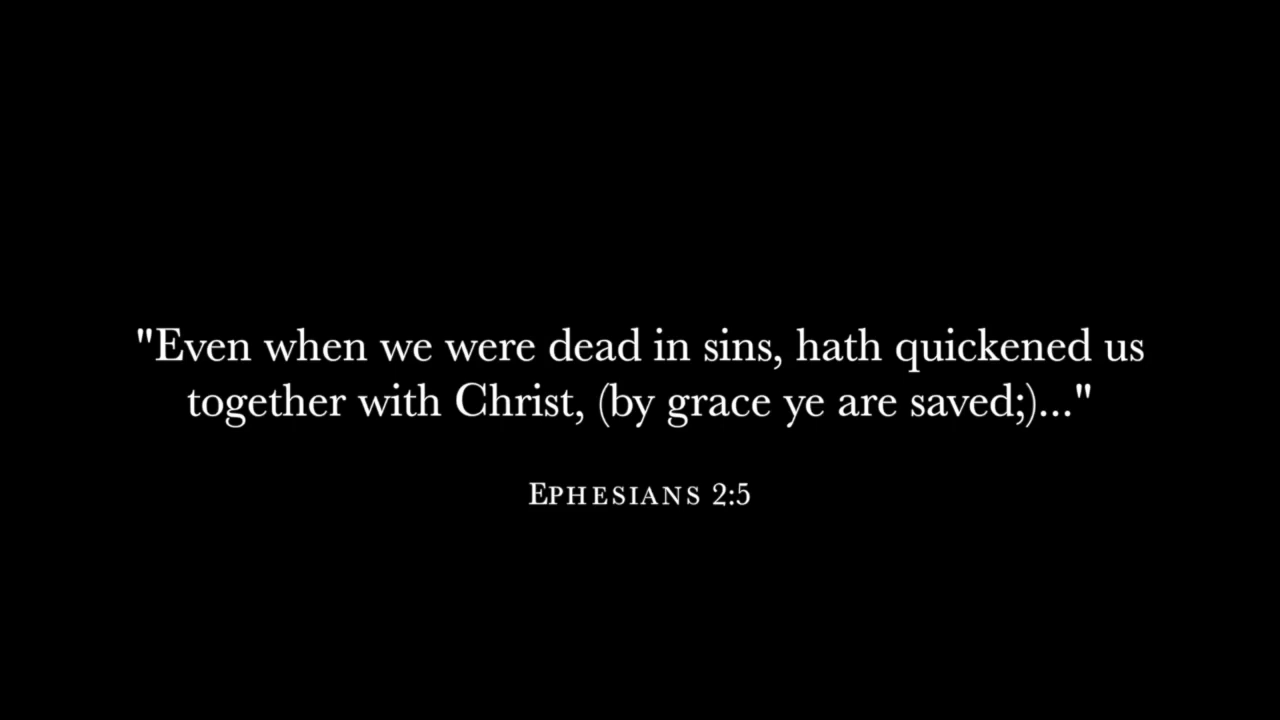 "Even when we were dead in sins, hath quickened us
together with Christ, (by grace ye are saved;)..."
Ephesians 2:5